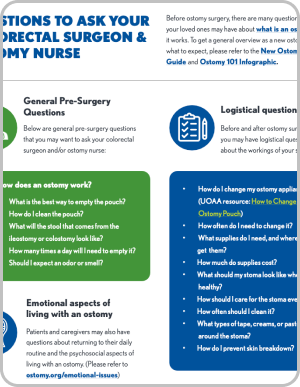 STIONS TO ASK YOUR
ORECTAL SURGEON &
OMY NURSE
Before ostomy surgery, there are many question
your loved ones may have about what is an os
it works. To get a general overview as a new osto
what to expect, please refer to the New Ostom
Guide and Ostomy 101 Infographic.
General Pre-Surgery
Questions
Below are general pre-surgery questions
that you may want to ask your colorectal
surgeon and/or ostomy nurse:
ow does an ostomy work?
What is the best way to empty the pouch?
How do I clean the pouch?
What will the stool that comes from the
ileostomy or colostomy look like?
How many times a day will I need to empty it?
Should I expect an odor or smell?
Emotional aspects of
living with an ostomy
Patients and caregivers may also have
questions about returning to their daily
routine and the psychosocial aspects of
living with an ostomy. (Please refer to
ostomy.org/emotional-issues)
Logistical question
Before and after ostomy sur
you may have questions ab
about the workings of your s
• How do I change my ostomy applian
(UOAA resource: How to Change
Ostomy Pouch)
• How often do I need to change it?
• What supplies do I need, and where
get them?
• How much do supplies cost?
• What should my stoma look like whe
healthy?
• How should I care for the stoma eve
• How often should I clean it?
• What types of tape, creams, or past
around the stoma?
• How do I prevent skin breakdown?